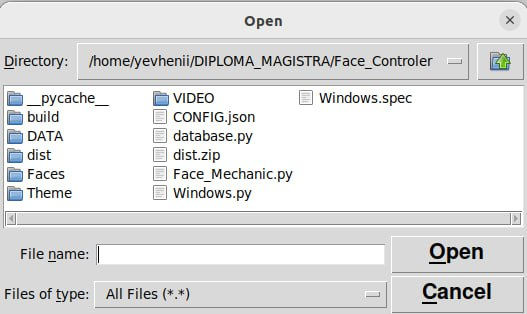 Open
Directory: /home/yevhenii/DIPLOMA_MAGISTRA/Face_Controler
__pycache__ VIDEO Windows.spec
build CONFIG.json
DATA database.py
dist dist.zip
Faces Face_Mechanic.py
Theme Windows.py
File name: Open
Files of type: All Files (*.*) Cancel